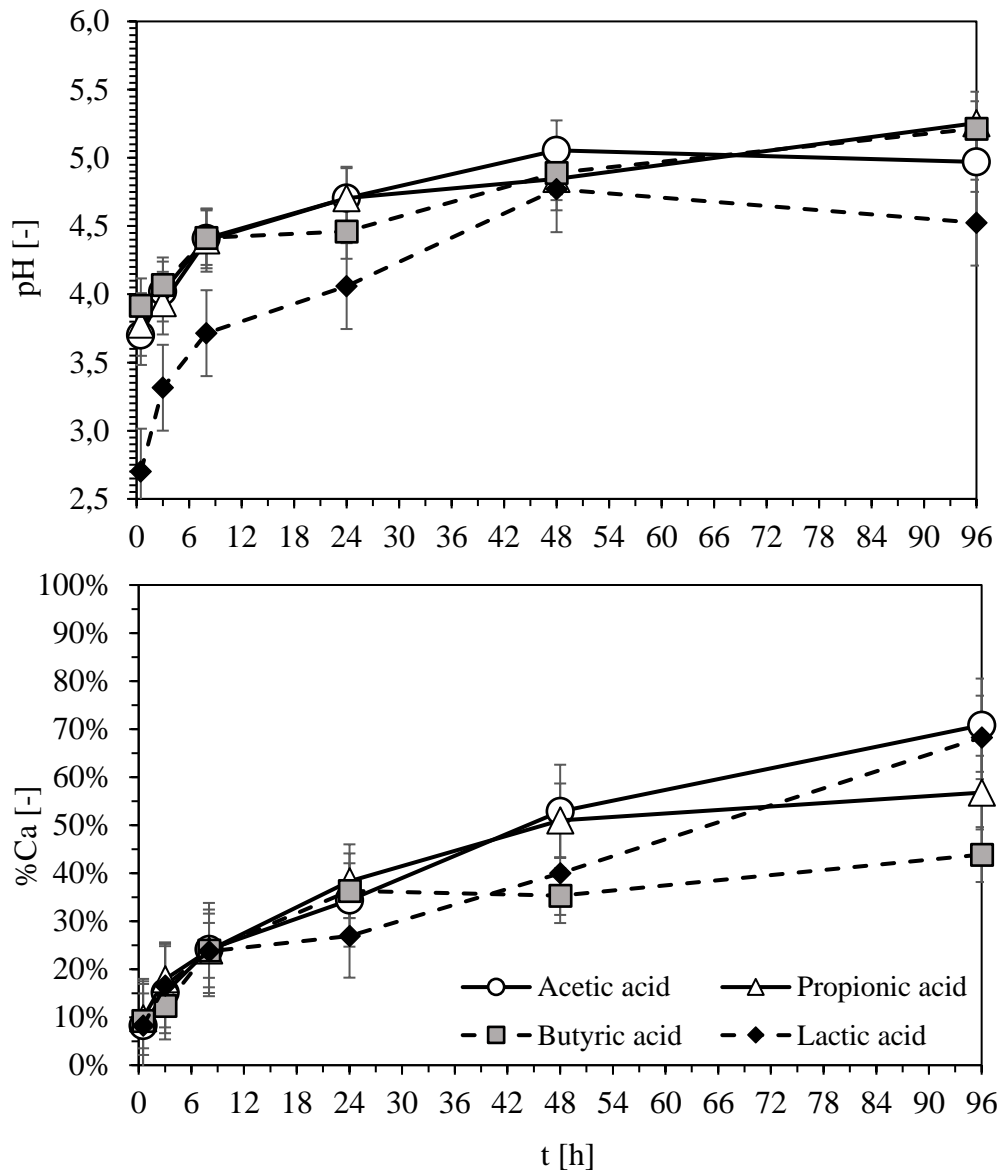 6,0
5,5
5,0
4,5
4,0
3,5
3,0
2,5
pH [-]
0 6 12 18 24 30 36 42 48 54 60 66 72 78 84 90 96
100%
90%
80%
70%
60%
50%
40%
30%
20%
10%
0%
%Ca [-]
Acetic acid Propionic acid
Butyric acid Lactic acid
0 6 12 18 24 30 36 42 48 54 60 66 72 78 84 90 96
t [h]